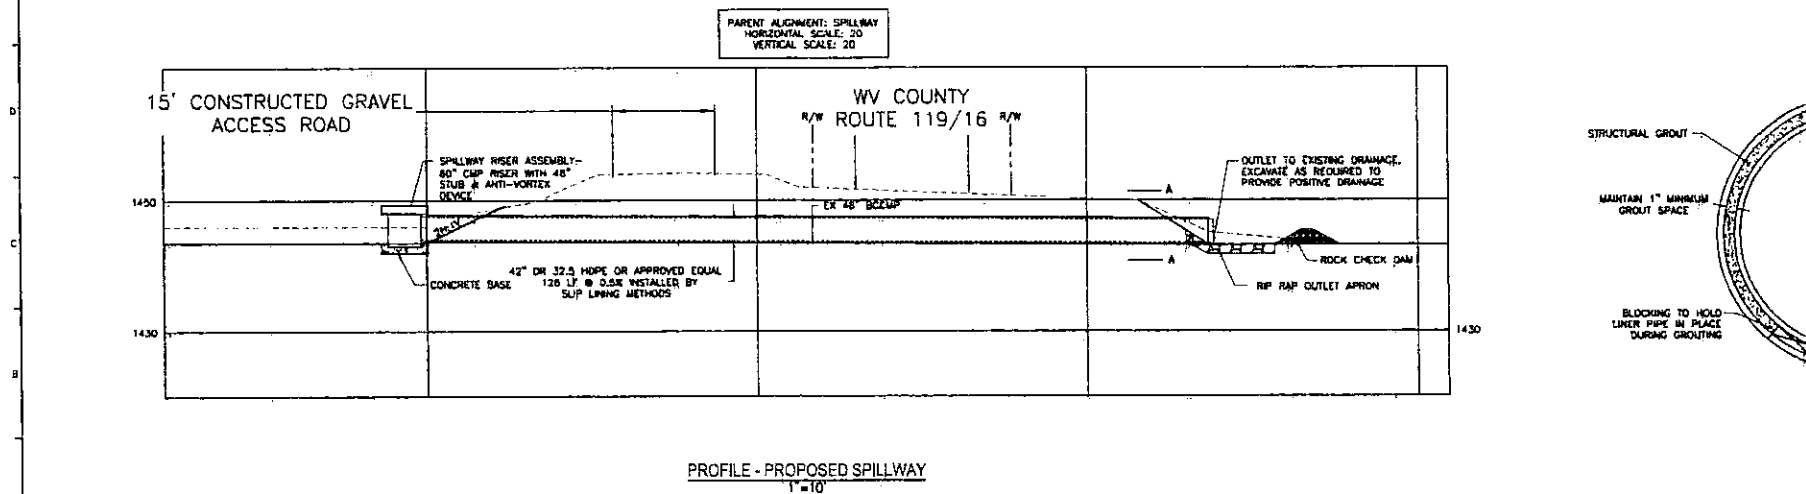 PARENT ALIGNMENT: SPILLWAY
HORIZONTAL SCALE: 20
VERTICAL SCALE: 20
15' CONSTRUCTED GRAVEL
ACCESS ROAD
WV COUNTY
R/W ROUTE 119/16 R/W
SPILLWAY RISER ASSEMBLY-
60" CMP RISER WITH 48"
STUB & ANTI-VORTEX
DEVICE
OUTLET TO EXISTING DRAINAGE,
EXCAVATE AS REQUIRED TO
PROVIDE POSITIVE DRAINAGE
A
1450
EX 48" BCCMP
A
CONCRETE BASE
42" DR 32.5 HDPE OR APPROVED EQUAL
126 LF @ 0.5% INSTALLED BY
SLIP LINING METHODS
ROCK CHECK DAM
RIP RAP OUTLET APRON
1430
1430
PROFILE - PROPOSED SPILLWAY
1"=10'
STRUCTURAL GROUT
MAINTAIN 1" MINIMUM
GROUT SPACE
BLOCKING TO HOLD
LINER PIPE IN PLACE
DURING GROUTING
D
C
B